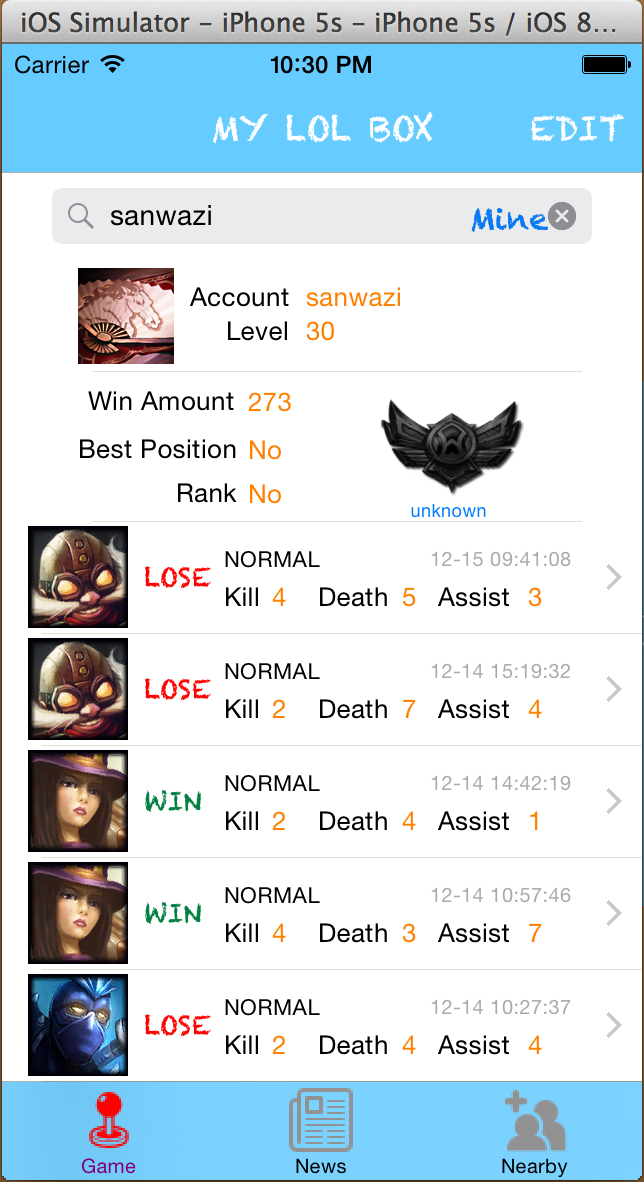 iOS Simulator – iPhone 5s – iPhone 5s / iOS 8...
Carrier 10:30 PM
MY LOL BOX EDIT
sanwazi Mine
Account sanwazi
Level 30
Win Amount 273
Best Position No
Rank No
unknown
NORMAL 12-15 09:41:08
LOSE
Kill 4 Death 5 Assist 3
NORMAL 12-14 15:19:32
LOSE
Kill 2 Death 7 Assist 4
NORMAL 12-14 14:42:19
WIN
Kill 2 Death 4 Assist 1
NORMAL 12-14 10:57:46
WIN
Kill 4 Death 3 Assist 7
NORMAL 12-14 10:27:37
LOSE
Kill 2 Death 4 Assist 4
Game News Nearby